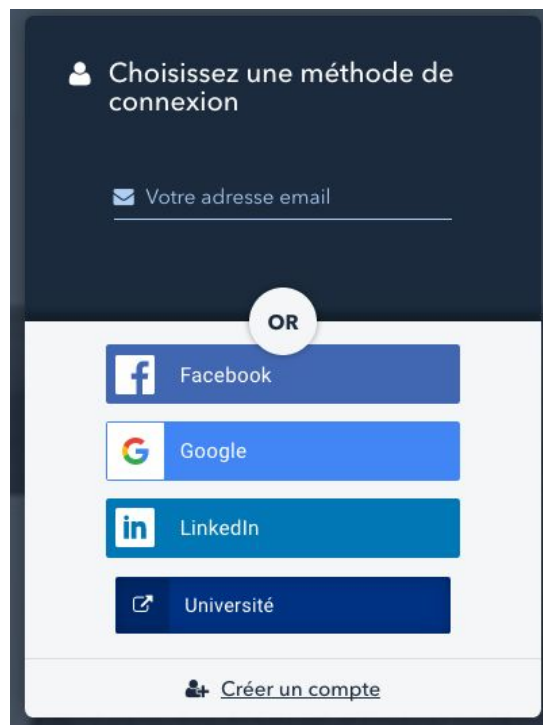 Choisissez une méthode de
connexion
Votre adresse email
OR
Facebook
Google
LinkedIn
Université
Créer un compte